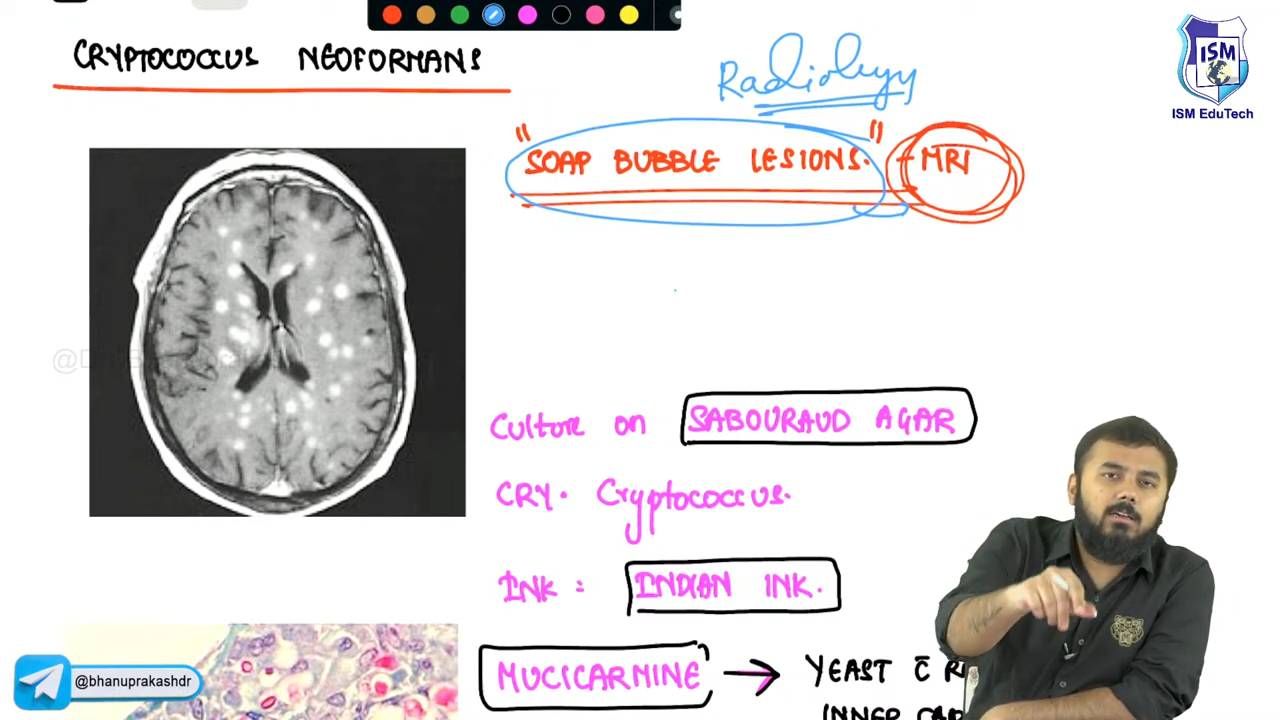 CRYPTOCOCCUS NEOFORMANS
Radiology
"SOAP BUBBLE LESIONS." - MRI
Culture on SABOURAUD AGAR
CRY. Cryptococcus.
INK = INDIAN INK.
MUCICARMINE → YEAST C̄ R
INNER
@bhanuprakashdr
ISM
ISM EduTech